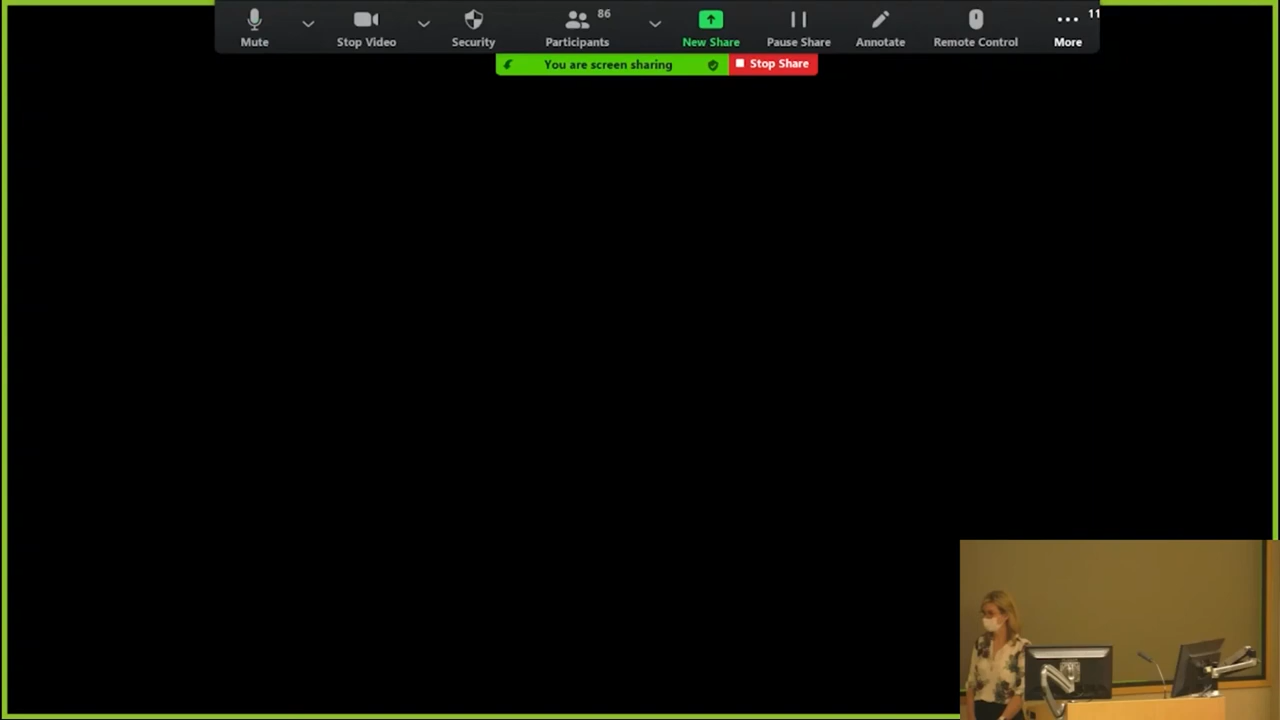 86
11
Mute
Stop Video
Security
Participants
New Share
Pause Share
Annotate
Remote Control
More
You are screen sharing
Stop Share